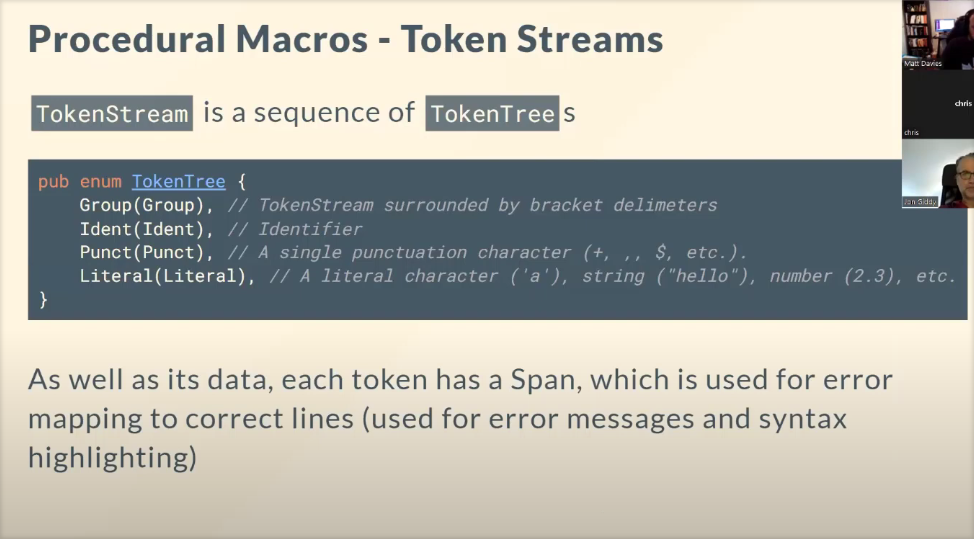 Procedural Macros - Token Streams
TokenStream is a sequence of TokenTree s
pub enum TokenTree {
Group(Group), // TokenStream surrounded by bracket delimeters
Ident(Ident), // Identifier
Punct(Punct), // A single punctuation character (+, ,, $, etc.).
Literal(Literal), // A literal character ('a'), string ("hello"), number (2.3), etc.
}
As well as its data, each token has a Span, which is used for error
mapping to correct lines (used for error messages and syntax
highlighting)
Matt Davies
chris
chris
Jon Giddy